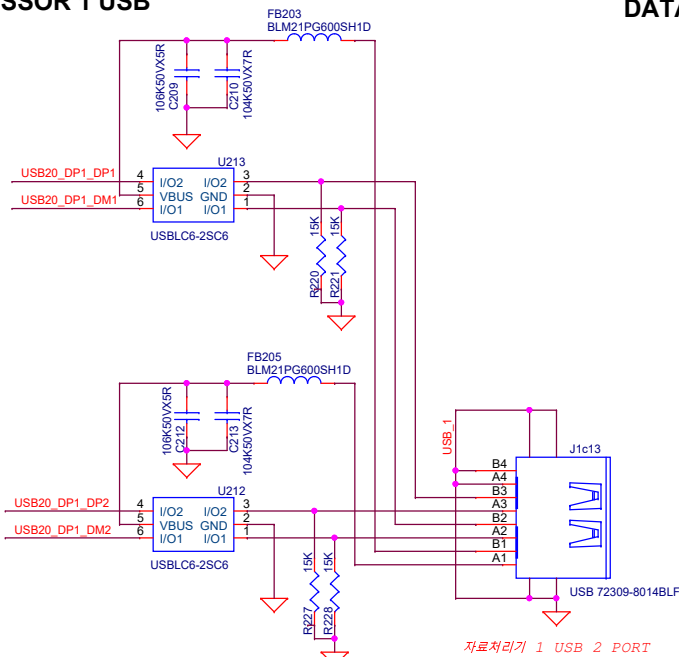 SSOR 1 USB
DATA
FB203
BLM21PG600SH1D
106K50VX5R
C209
C210
104K50VX7R
U213
USB20_DP1_DP1
4
I/O2
I/O2
3
5
VBUS
GND
2
USB20_DP1_DM1
6
I/O1
I/O1
1
USBLC6-2SC6
15K
15K
R220
R221
FB205
BLM21PG600SH1D
106K50VX5R
C212
C213
104K50VX7R
U212
USB20_DP1_DP2
4
I/O2
I/O2
3
5
VBUS
GND
2
USB20_DP1_DM2
6
I/O1
I/O1
1
USBLC6-2SC6
15K
15K
R227
R228
USB_1
J1c13
B4
A4
B3
A3
B2
A2
B1
A1
USB 72309-8014BLF
자료처리기 1 USB 2 PORT